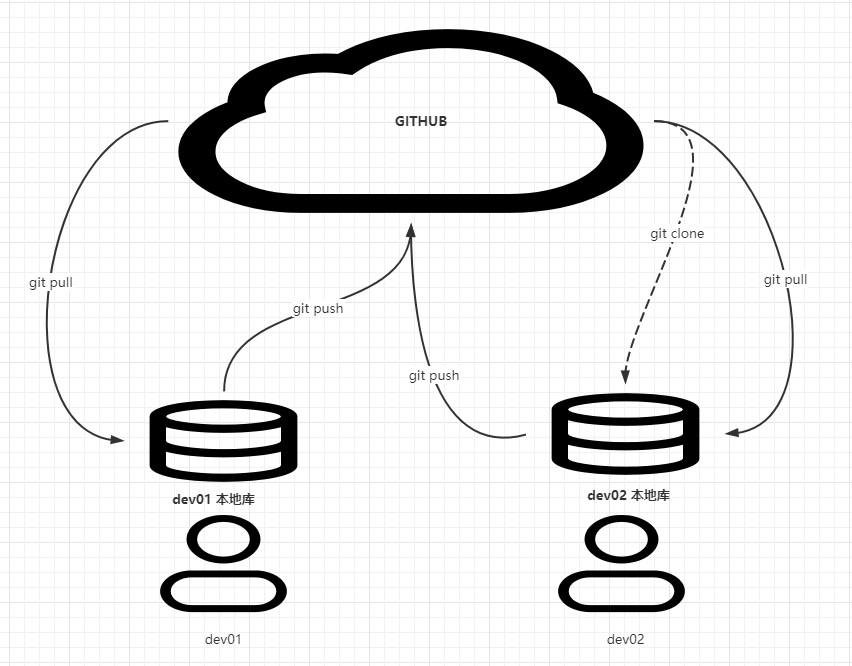 GITHUB
git clone
git pull
git pull
git push
git push
dev01 本地库
dev02 本地库
dev01
dev02